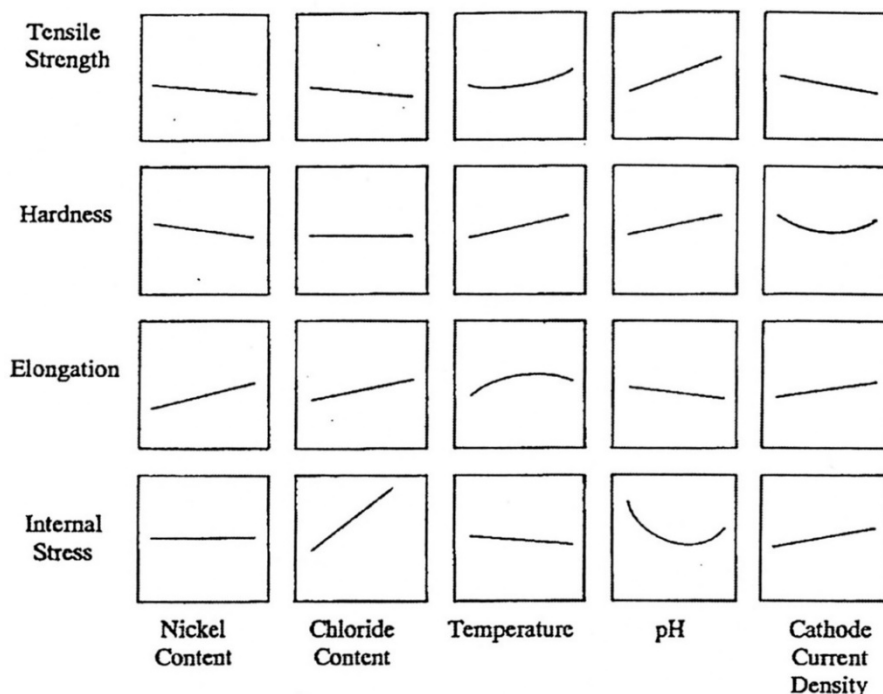 Tensile
Strength
Hardness
Elongation
Internal
Stress
Nickel
Content
Chloride
Content
Temperature
pH
Cathode
Current
Density